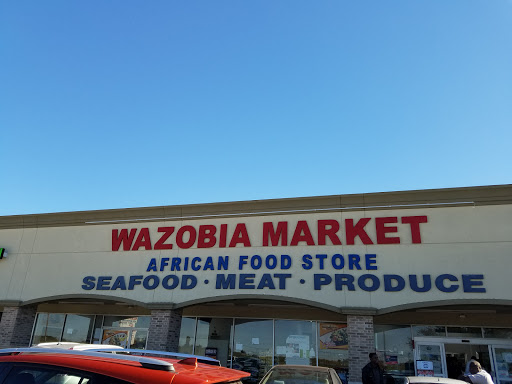 WAZOBIA MARKET
AFRICAN FOOD STORE
SEAFOOD · MEAT · PRODUCE